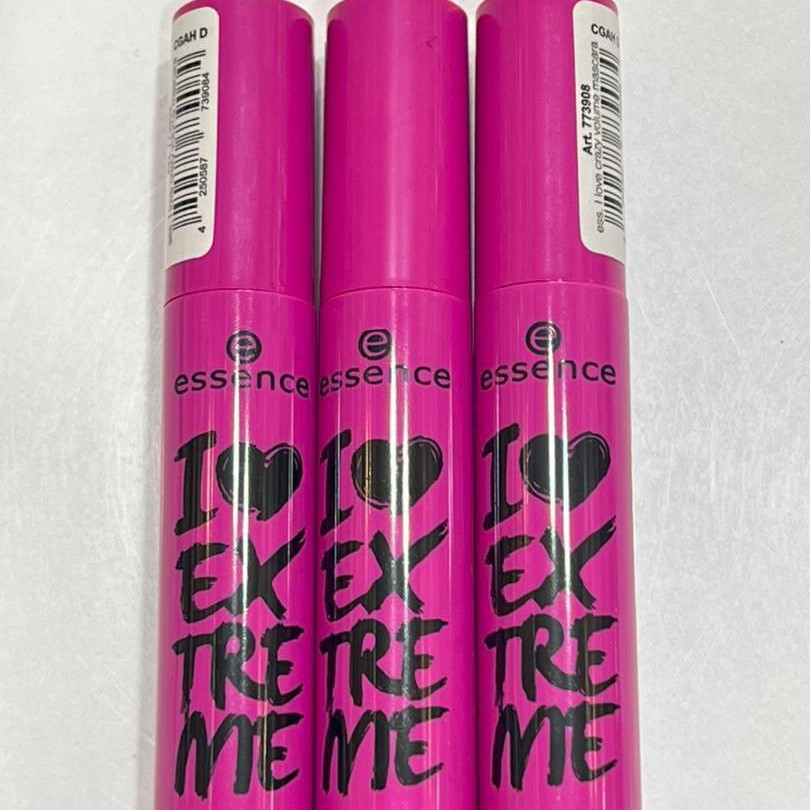 CGAH D
4 250587 739084
CGAH
Art. 773908
ess. I love crazy volume mascara
e
essence
I
EX
TRE
ME
e
essence
I
EX
TRE
ME
e
essence
I
EX
TRE
ME